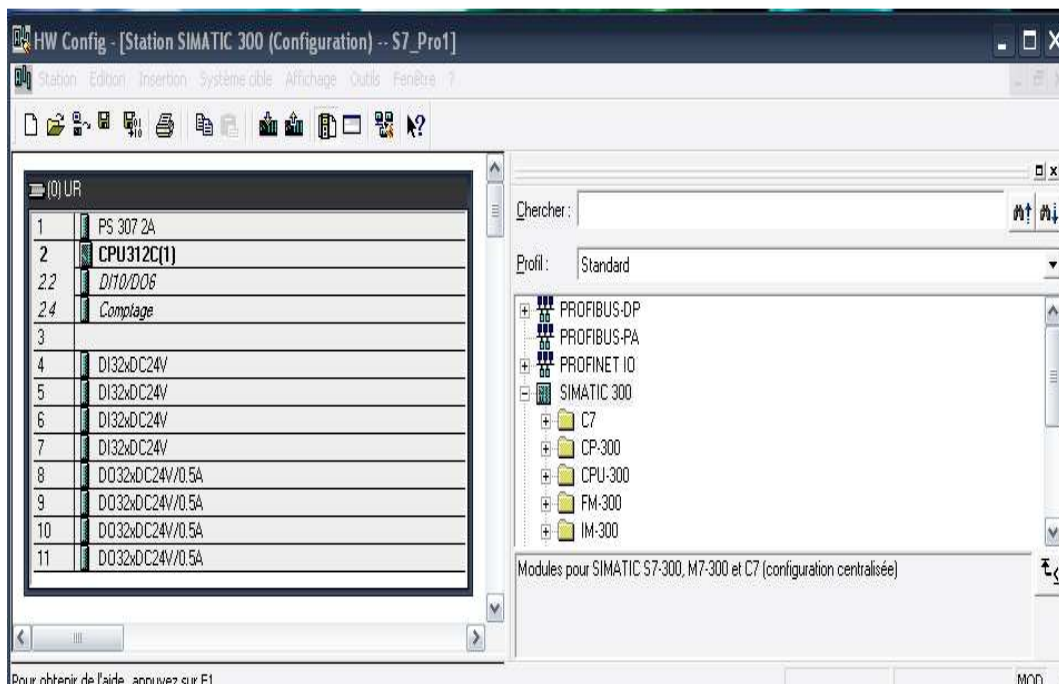 HW Config - [Station SIMATIC 300 (Configuration) -- S7_Pro1]
Station Edition Insertion Système cible Affichage Outils Fenêtre ?
(0) UR
1 PS 307 2A
2 CPU312C(1)
2.2 DI10/DO6
2.4 Comptage
3
4 DI32xDC24V
5 DI32xDC24V
6 DI32xDC24V
7 DI32xDC24V
8 DO32xDC24V/0.5A
9 DO32xDC24V/0.5A
10 DO32xDC24V/0.5A
11 DO32xDC24V/0.5A
Chercher :
Profil : Standard
PROFIBUS-DP
PROFIBUS-PA
PROFINET IO
SIMATIC 300
C7
CP-300
CPU-300
FM-300
IM-300
Modules pour SIMATIC S7-300, M7-300 et C7 (configuration centralisée)
Pour obtenir de l'aide, appuyez sur F1.
MOD